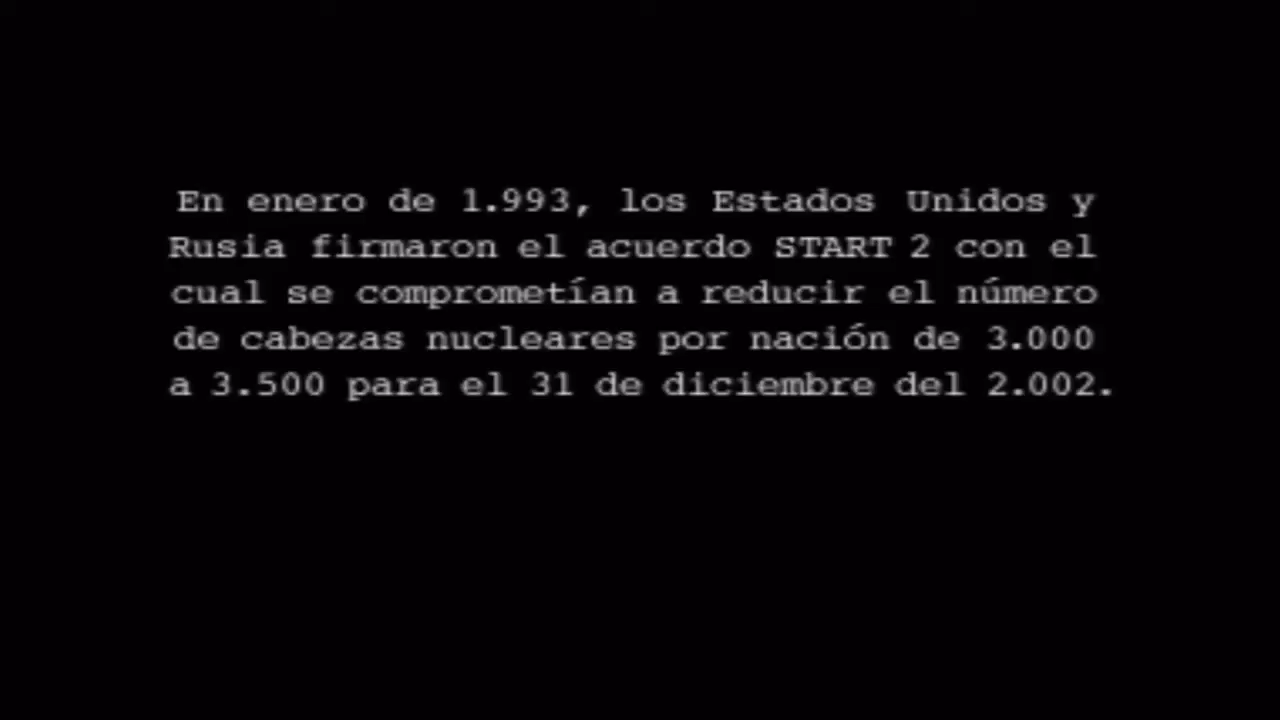 En enero de 1.993, los Estados Unidos y
Rusia firmaron el acuerdo START 2 con el
cual se comprometían a reducir el número
de cabezas nucleares por nación de 3.000
a 3.500 para el 31 de diciembre del 2.002.